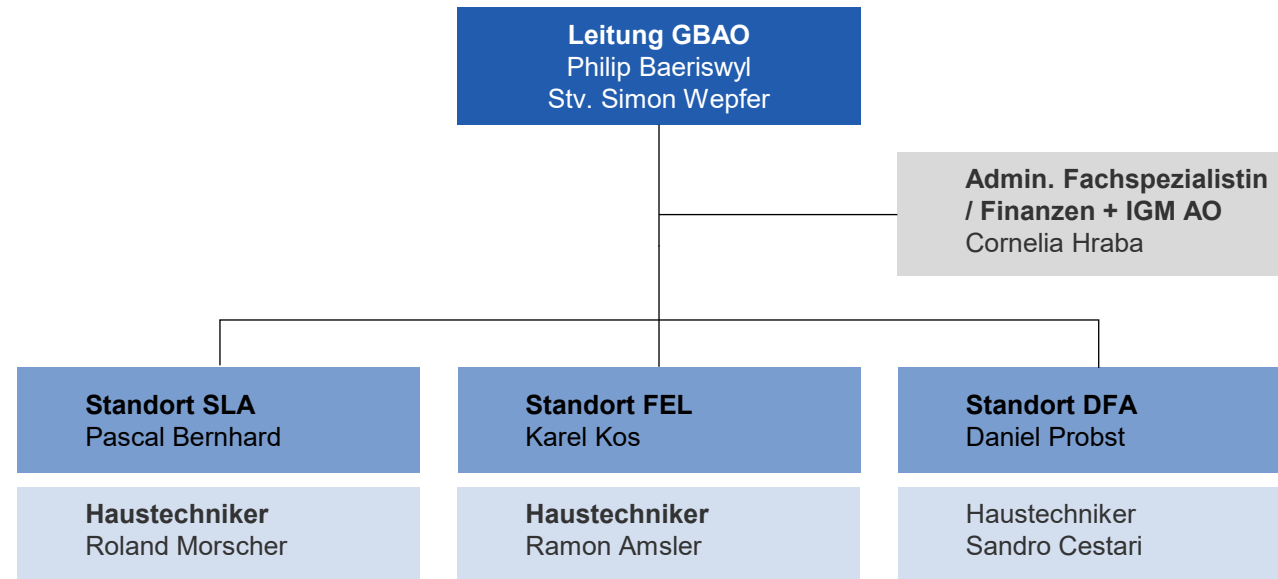 Leitung GBAO
Philip Baeriswyl
Stv. Simon Wepfer
Admin. Fachspezialistin
/ Finanzen + IGM AO
Cornelia Hraba
Standort SLA
Pascal Bernhard
Haustechniker
Roland Morscher
Standort FEL
Karel Kos
Haustechniker
Ramon Amsler
Standort DFA
Daniel Probst
Haustechniker
Sandro Cestari